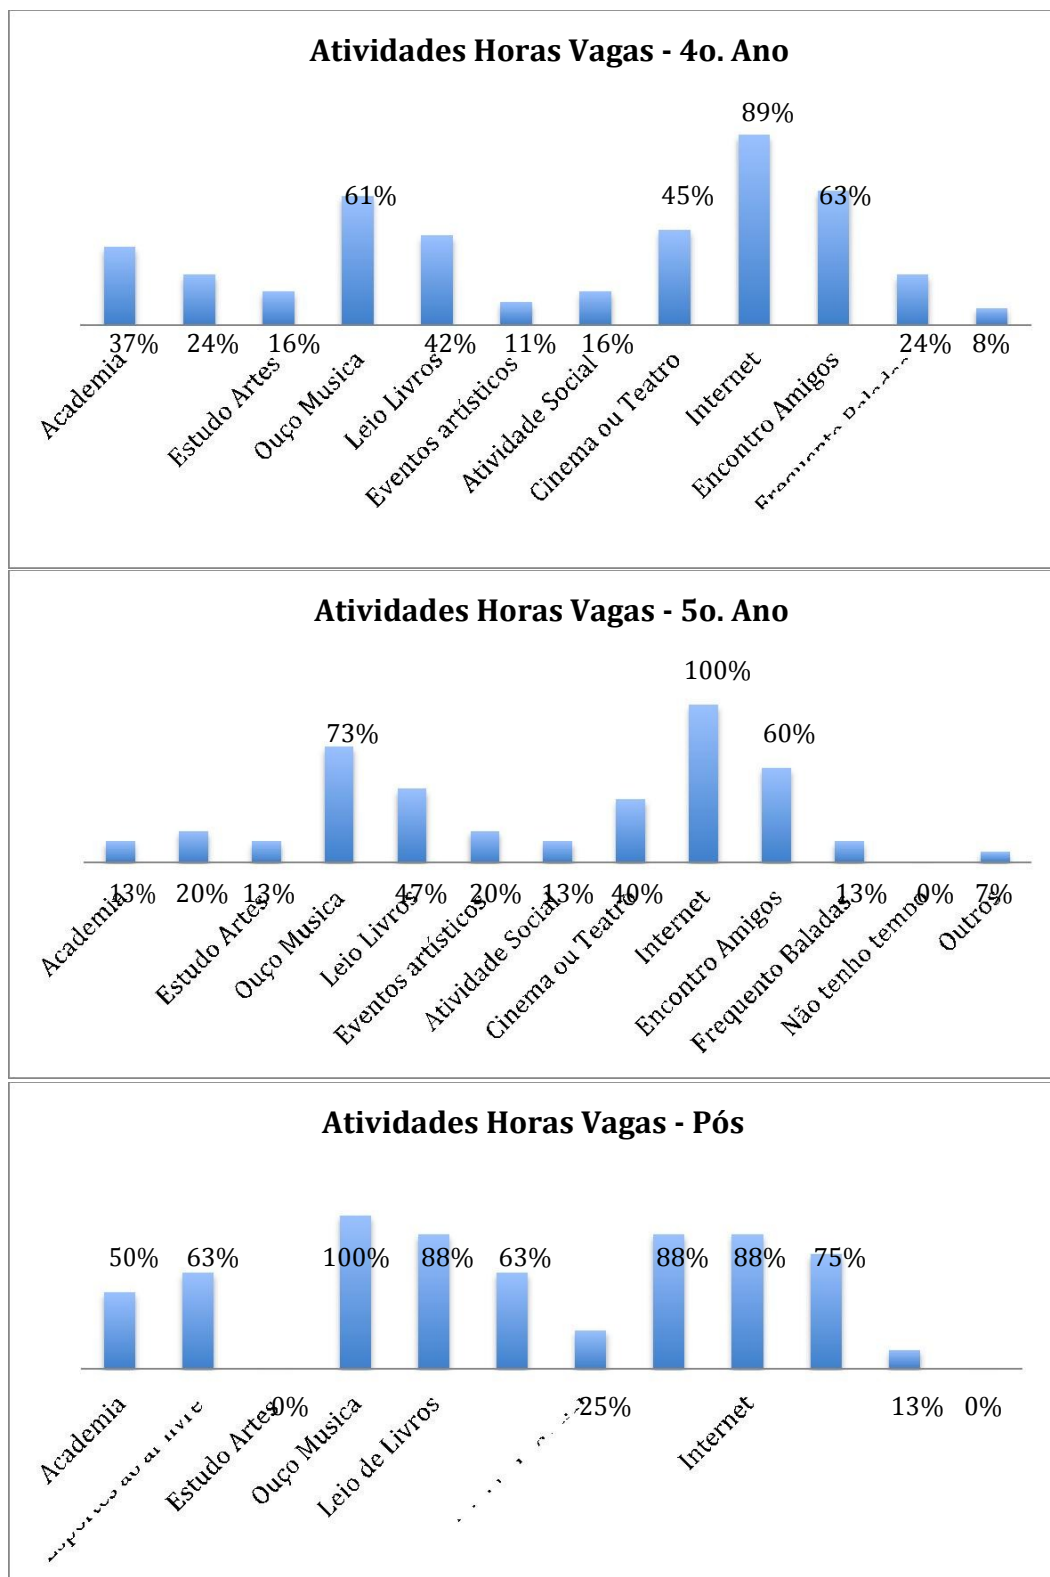 Atividades Horas Vagas - 4o. Ano
89%
61% 45% 63%
37% 24% 16% 42% 11% 16% 24% 8%
Academia
Estudo Artes
Ouço Musica
Leio Livros
Eventos artísticos
Atividade Social
Cinema ou Teatro
Internet
Encontro Amigos
Atividades Horas Vagas - 5o. Ano
100%
73% 60%
13% 20% 13% 47% 20% 13% 40% 13% 0% 7%
Academia
Estudo Artes
Ouço Musica
Leio Livros
Eventos artísticos
Atividade Social
Cinema ou Teatro
Internet
Encontro Amigos
Frequento Baladas
Não tenho tempo
Outros
Atividades Horas Vagas - Pós
50% 63% 100% 88% 63% 88% 88% 75%
0% 25% 13% 0%
Academia
Estudo Artes
Ouço Musica
Leio de Livros
Internet